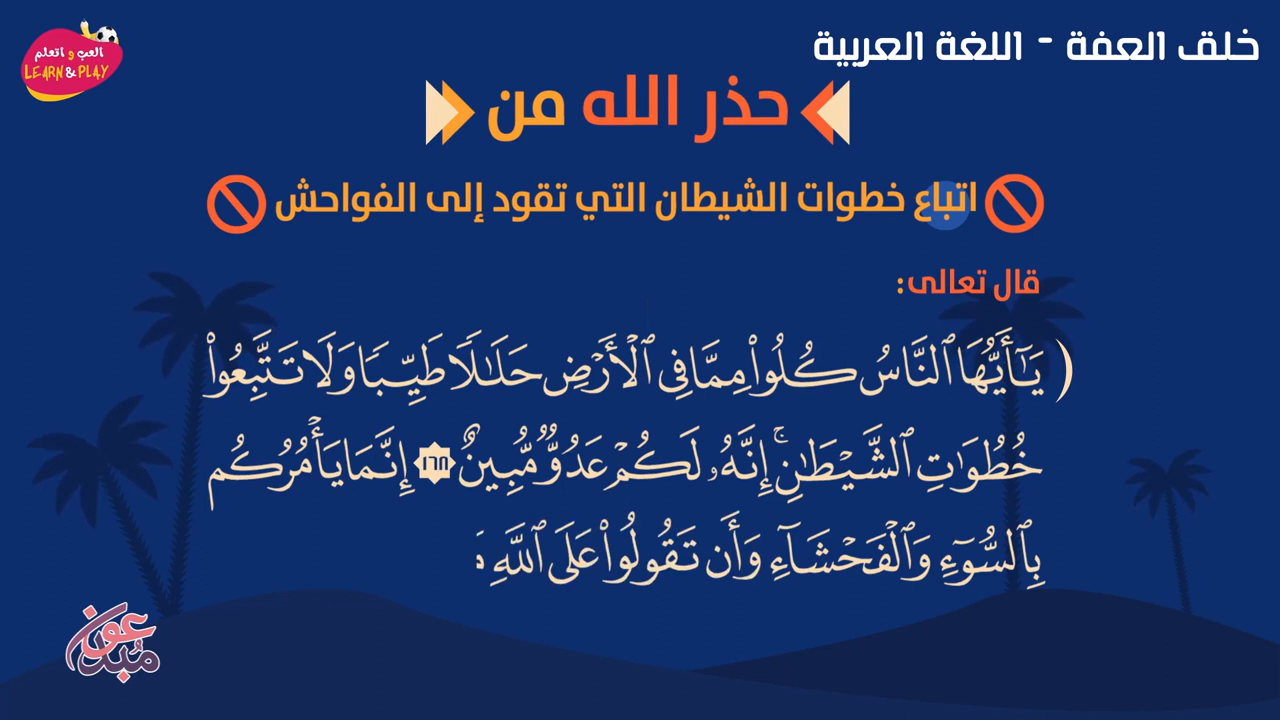 خلق العفة - اللغة العربية
العب و اتعلم
LEARN & PLAY
حذر الله من
اتباع خطوات الشيطان التي تقود إلى الفواحش
قال تعالى:
( يَـٰٓأَيُّهَا ٱلنَّاسُ كُلُوا۟ مِمَّا فِى ٱلْأَرْضِ حَلَـٰلًا طَيِّبًا وَلَا تَتَّبِعُوا۟
خُطُوَٰتِ ٱلشَّيْطَـٰنِ ۚ إِنَّهُۥ لَكُمْ عَدُوٌّ مُّبِينٌ ١٦٨ إِنَّمَا يَأْمُرُكُم
بِٱلسُّوٓءِ وَٱلْفَحْشَآءِ وَأَن تَقُولُوا۟ عَلَى ٱللَّهِ
مبدعون